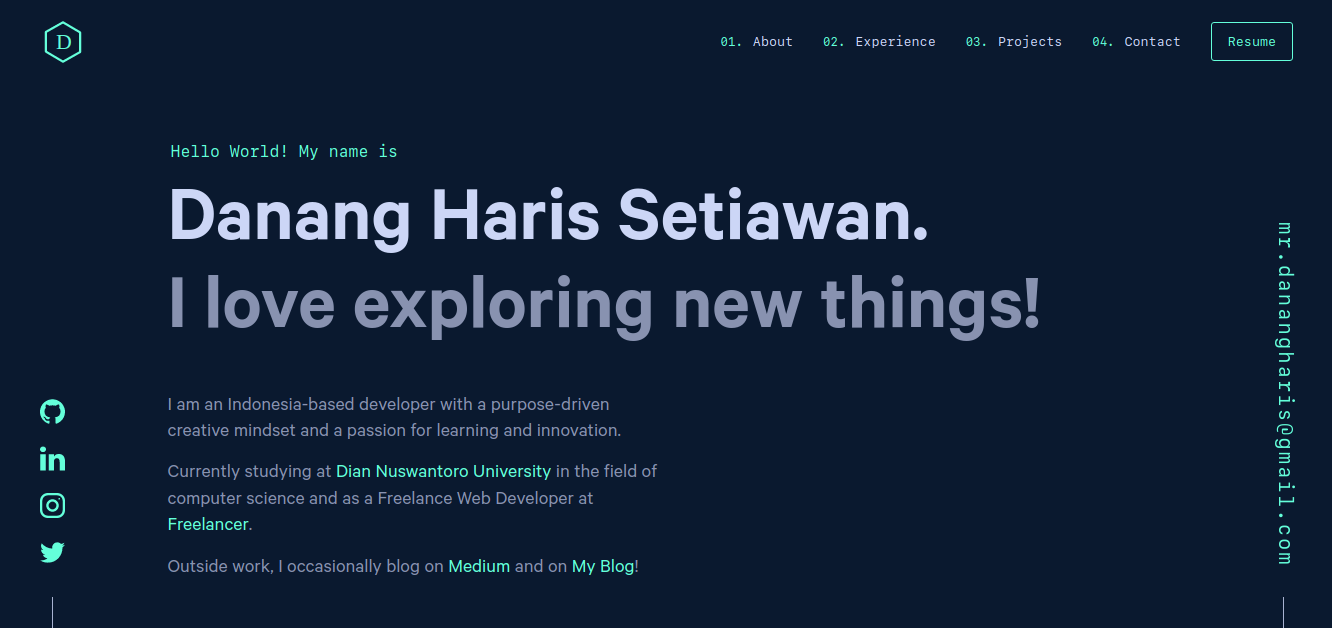 D
01. About
02. Experience
03. Projects
04. Contact
Resume
Hello World! My name is
Danang Haris Setiawan.
I love exploring new things!
I am an Indonesia-based developer with a purpose-driven
creative mindset and a passion for learning and innovation.
Currently studying at Dian Nuswantoro University in the field of
computer science and as a Freelance Web Developer at
Freelancer.
Outside work, I occasionally blog on Medium and on My Blog!
in
mr.danangharis@gmail.com